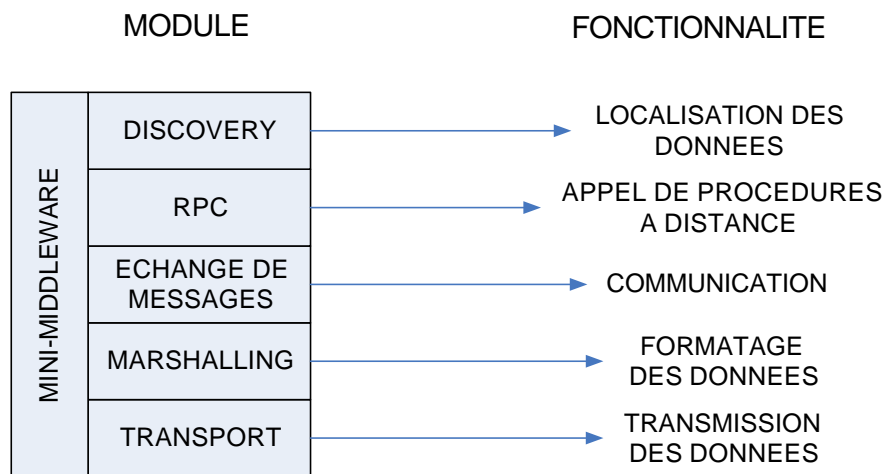 MODULE
FONCTIONNALITE
MINI-MIDDLEWARE
DISCOVERY
LOCALISATION DES
DONNEES
RPC
APPEL DE PROCEDURES
A DISTANCE
ECHANGE DE
MESSAGES
COMMUNICATION
MARSHALLING
FORMATAGE
DES DONNEES
TRANSPORT
TRANSMISSION
DES DONNEES